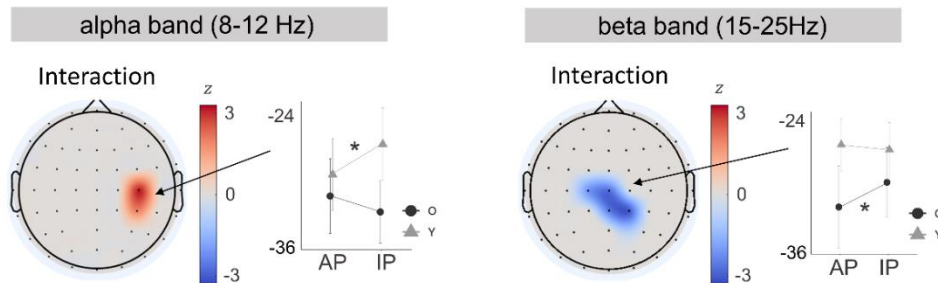 alpha band (8-12 Hz)
Interaction
z
3
0
-3
-24
-36
*
AP IP
O
Y
beta band (15-25Hz)
Interaction
z
3
0
-3
-24
-36
*
AP IP
O
Y